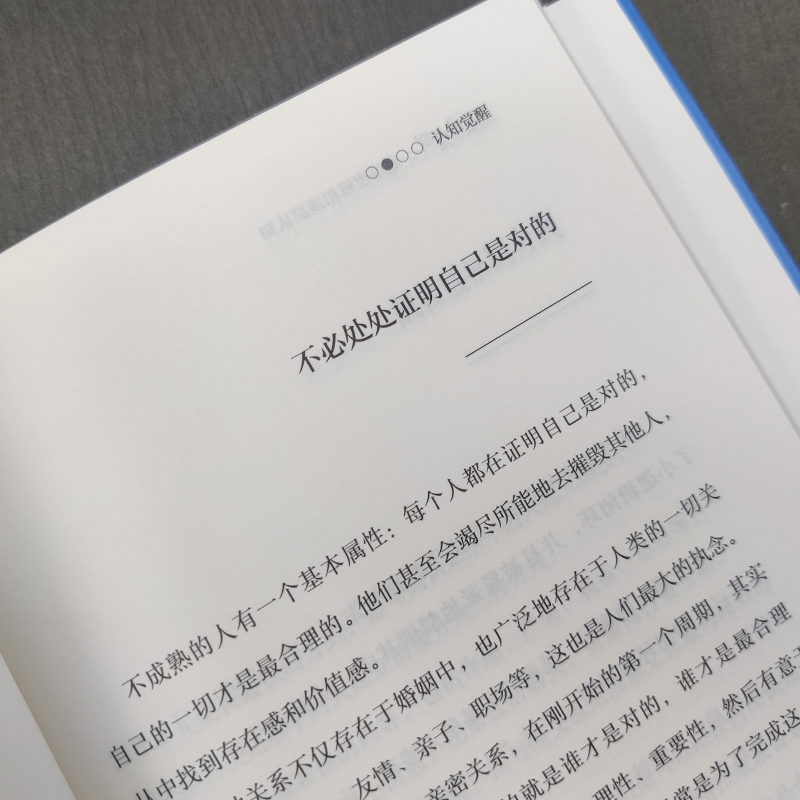 认知觉醒
不必处处证明自己是对的
不成熟的人有一个基本属性：每个人都在证明自己是对的，
自己的一切才是最合理的。他们甚至会竭尽所能地去摧毁其他人，
从中找到存在感和价值感。
关系不仅存在于婚姻中，也广泛地存在于人类的一切关
友情、亲子、职场等，这也是人们最大的执念。
亲密关系，在刚开始的第一个周期，其实
的就是谁才是对的，谁才是最合理
理性、重要性，然后有意
常是为了完成这